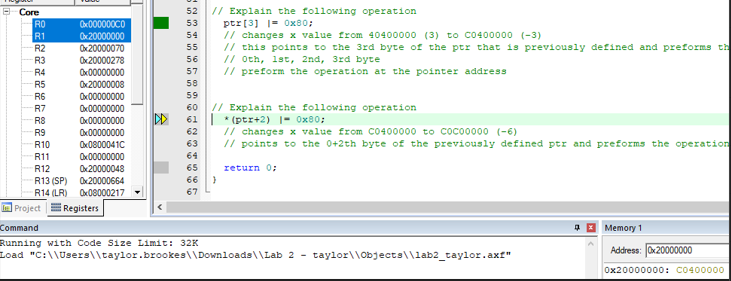 Core
R0 0x000000C0
R1 0x20000000
R2 0x20000070
R3 0x20000278
R4 0x00000000
R5 0x20000008
R6 0x00000000
R7 0x00000000
R8 0x00000000
R9 0x00000000
R10 0x0800041C
R11 0x00000000
R12 0x20000048
R13 (SP) 0x20000664
R14 (LR) 0x08000217
Project Registers
52 // Explain the following operation
53 ptr[3] |= 0x80;
54 // changes x value from 40400000 (3) to C0400000 (-3)
55 // this points to the 3rd byte of the ptr that is previously defined and preforms the
56 // 0th, 1st, 2nd, 3rd byte
57 // preform the operation at the pointer address
58
59
60 // Explain the following operation
61 *(ptr+2) |= 0x80;
62 // changes x value from C0400000 to C0C00000 (-6)
63 // points to the 0+2th byte of the previously defined ptr and preforms the operation
64
65 return 0;
66 }
67
Command
Running with Code Size Limit: 32K
Load "C:\\Users\\taylor.brookes\\Downloads\\Lab 2 - taylor\\Objects\\lab2_taylor.axf"
Memory 1
Address: 0x20000000
0x20000000: C0400000